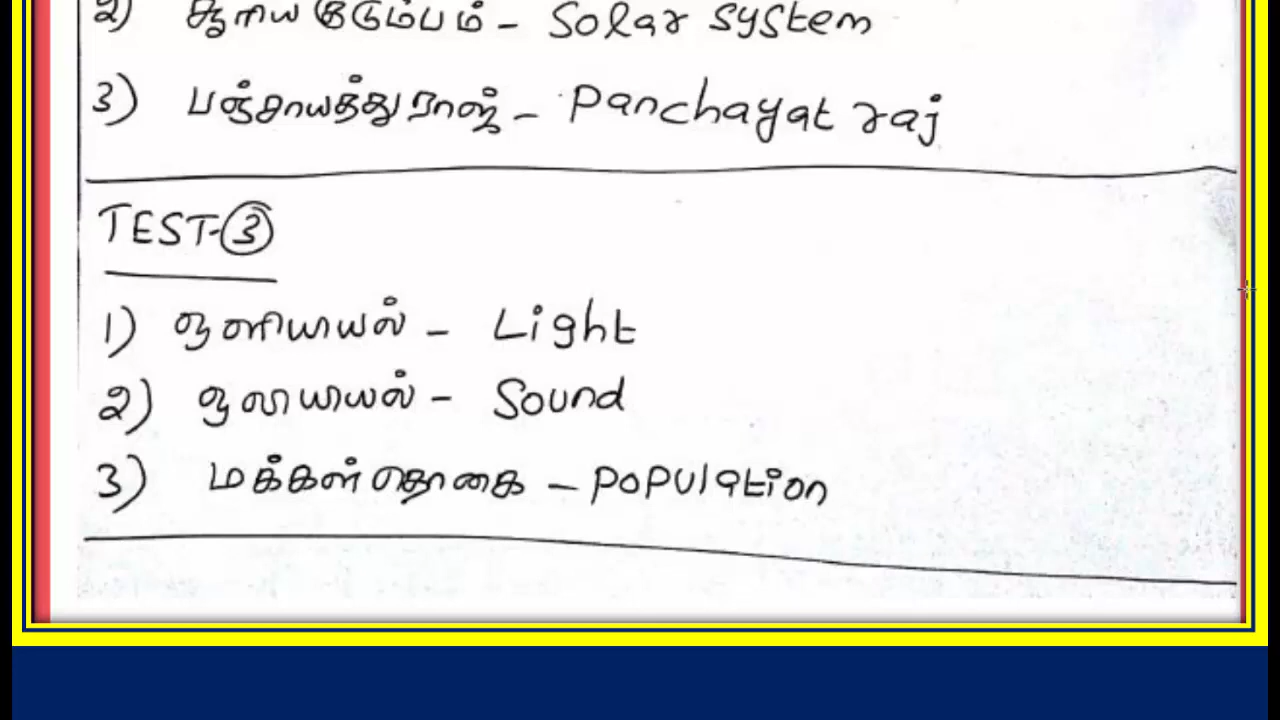 2) சூரிய குடும்பம் - Solar system
3) பஞ்சாயத்து ராஜ் - Panchayat raj
TEST-3
1) ஒளியியல் - Light
2) ஒலியியல் - Sound
3) மக்கள் தொகை - Population